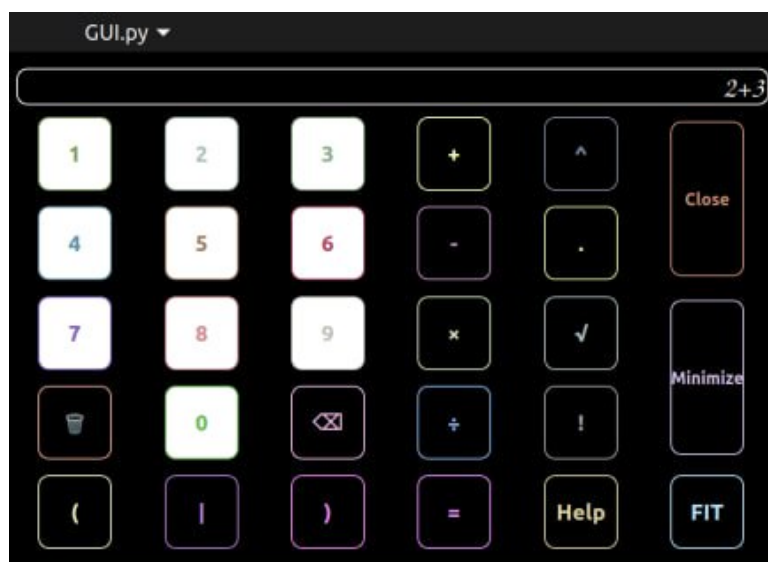 GUI.py
2+3
1 2 3 + ^
Close
4 5 6 - .
7 8 9 × √
Minimize
0 ÷ !
( | ) = Help FIT